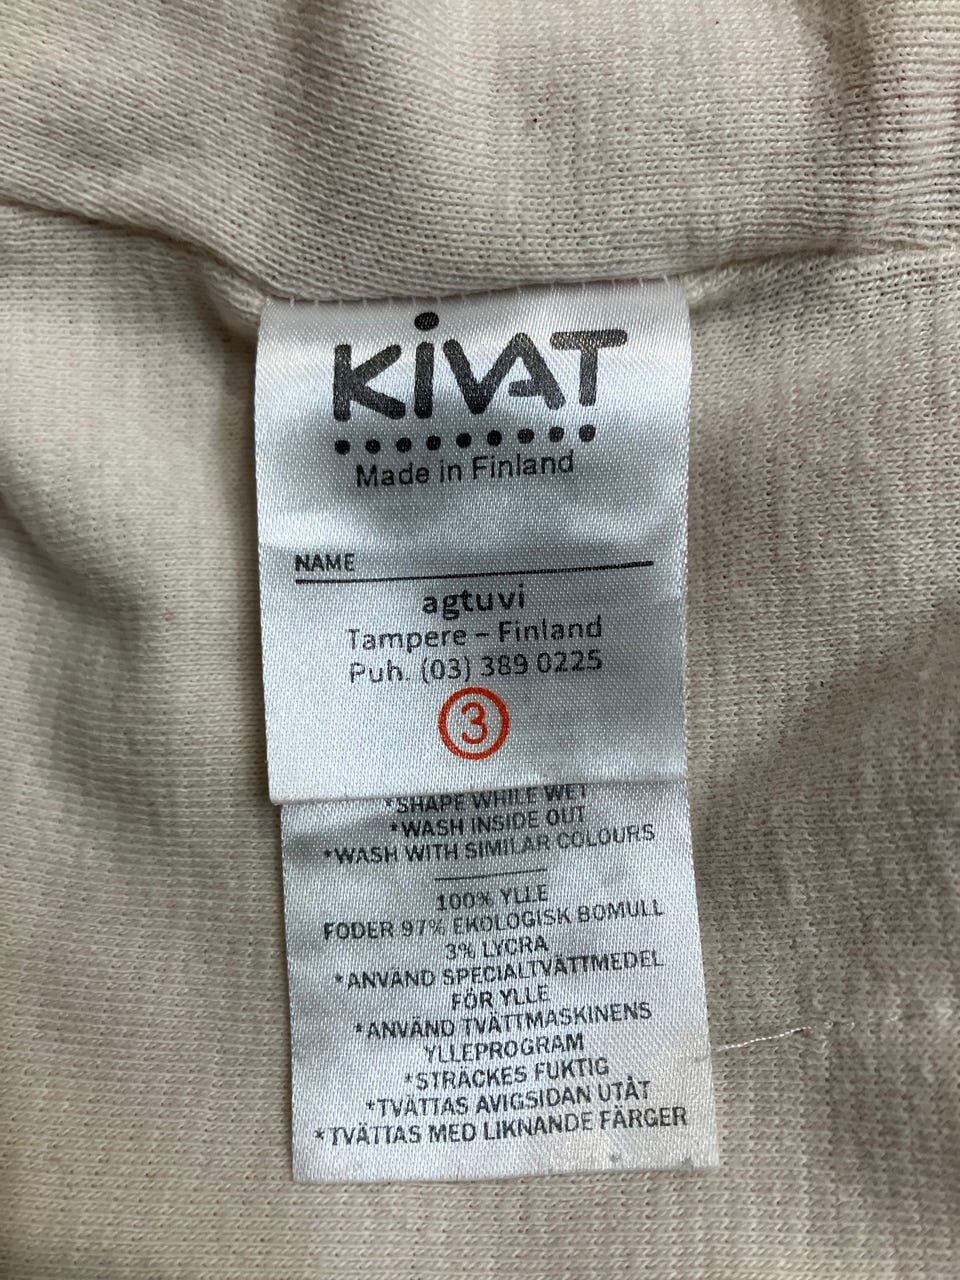 KiVAT
Made in Finland
NAME
agtuvi
Tampere – Finland
Puh. (03) 389 0225
3
*SHAPE WHILE WET
*WASH INSIDE OUT
*WASH WITH SIMILAR COLOURS
100% YLLE
FODER 97% EKOLOGISK BOMULL
3% LYCRA
*ANVÄND SPECIALTVÄTTMEDEL
FÖR YLLE
*ANVÄND TVÄTTMASKINENS
YLLEPROGRAM
*STRÄCKES FUKTIG
*TVÄTTAS AVIGSIDAN UTÅT
*TVÄTTAS MED LIKNANDE FÄRGER